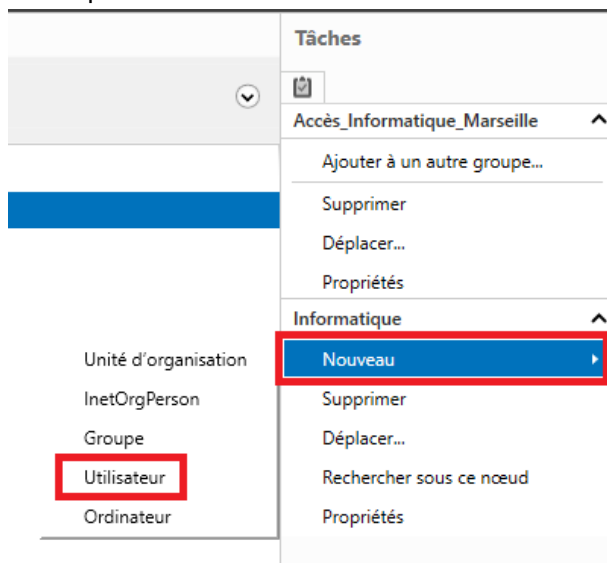 Tâches
Accès_Informatique_Marseille
Ajouter à un autre groupe...
Supprimer
Déplacer...
Propriétés
Informatique
Nouveau
Supprimer
Déplacer...
Rechercher sous ce nœud
Propriétés
Unité d'organisation
InetOrgPerson
Groupe
Utilisateur
Ordinateur